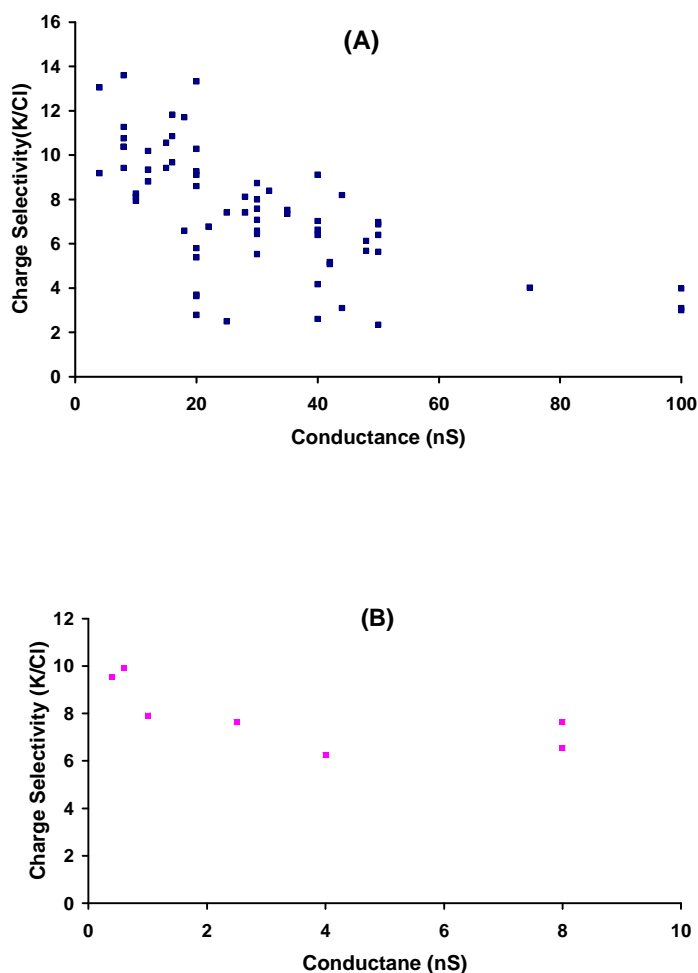 (A)
Charge Selectivity(K/Cl)
16
14
12
10
8
6
4
2
0
0 20 40 60 80 100
Conductance (nS)
(B)
Charge Selectivity (K/Cl)
12
10
8
6
4
2
0
0 2 4 6 8 10
Conductane (nS)